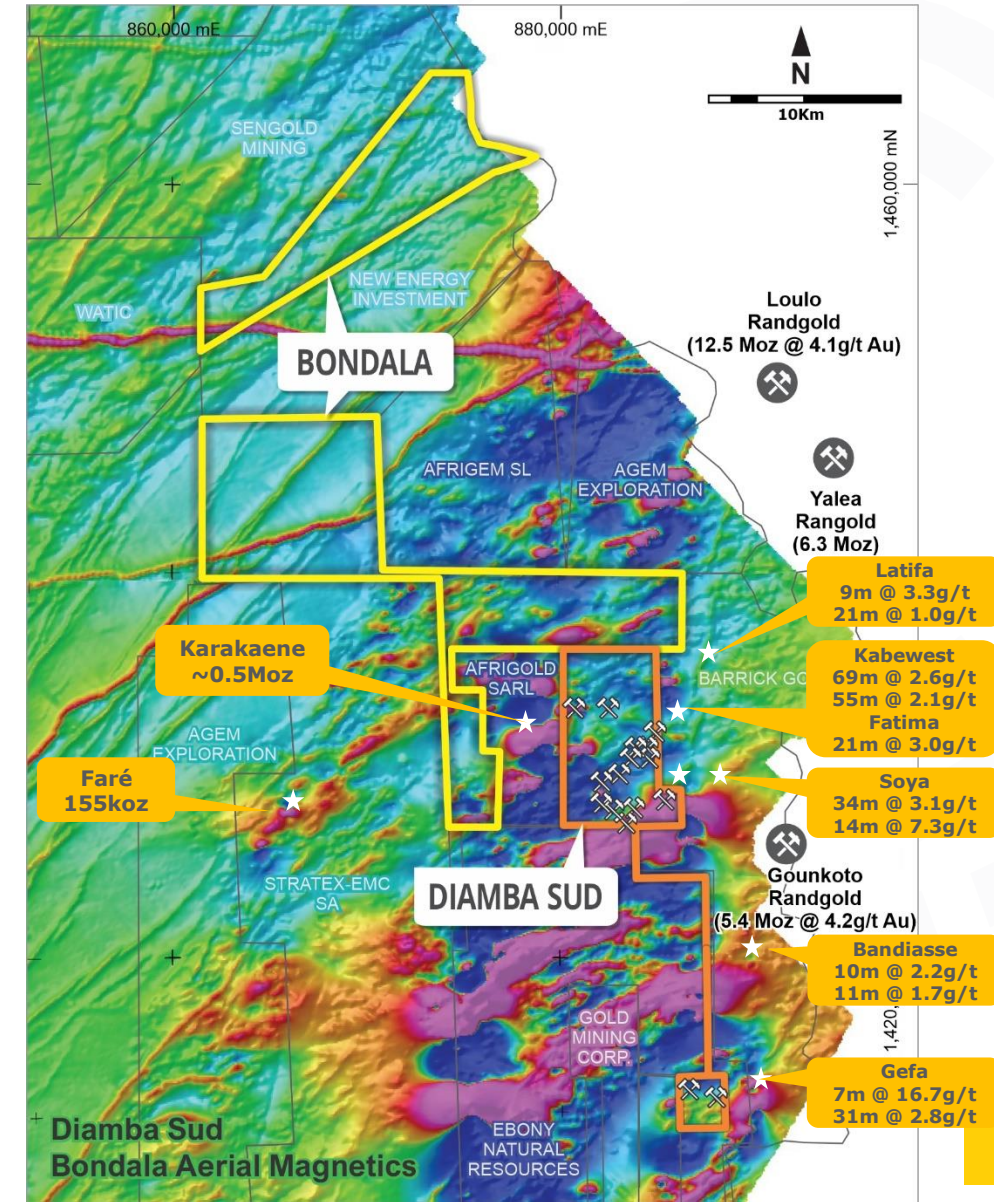 860,000 mE
880,000 mE
N
10Km
SENGOLD
MINING
1,460,000 mN
NEW ENERGY
INVESTMENT
WATIC
Loulo
Randgold
(12.5 Moz @ 4.1g/t Au)
BONDALA
AFRIGEM SL
AGEM
EXPLORATION
Yalea
Rangold
(6.3 Moz)
Latifa
9m @ 3.3g/t
21m @ 1.0g/t
Karakaene
~0.5Moz
AFRIGOLD
SARL
BARRICK GO
Kabewest
69m @ 2.6g/t
55m @ 2.1g/t
Fatima
21m @ 3.0g/t
AGEM
EXPLORATION
Faré
155koz
Soya
34m @ 3.1g/t
14m @ 7.3g/t
STRATEX-EMC
SA
DIAMBA SUD
Gounkoto
Randgold
(5.4 Moz @ 4.2g/t Au)
Bandiasse
10m @ 2.2g/t
11m @ 1.7g/t
GOLD
MINING
CORP.
1,420,
Gefa
7m @ 16.7g/t
31m @ 2.8g/t
EBONY
NATURAL
RESOURCES
Diamba Sud
Bondala Aerial Magnetics